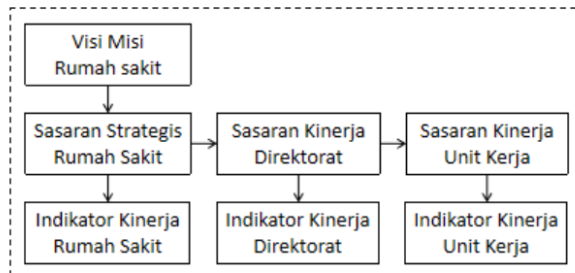 Visi Misi
Rumah sakit
Sasaran Strategis
Rumah Sakit
Sasaran Kinerja
Direktorat
Sasaran Kinerja
Unit Kerja
Indikator Kinerja
Rumah Sakit
Indikator Kinerja
Direktorat
Indikator Kinerja
Unit Kerja